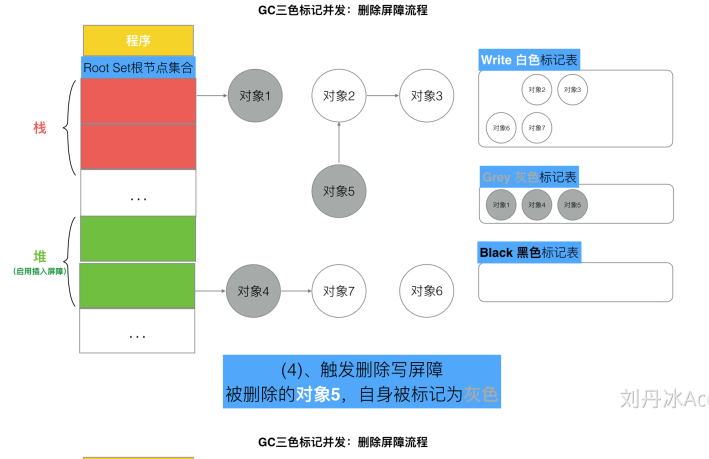 GC三色标记并发：删除屏障流程
程序
Root Set根节点集合
栈
...
堆
(启用插入屏障)
...
对象1
对象2
对象3
对象5
对象4
对象7
对象6
Write 白色标记表
对象2
对象3
对象6
对象7
Grey 灰色标记表
对象1
对象4
对象5
Black 黑色标记表
(4)、触发删除写屏障
被删除的对象5，自身被标记为灰色
刘丹冰Ace
GC三色标记并发：删除屏障流程